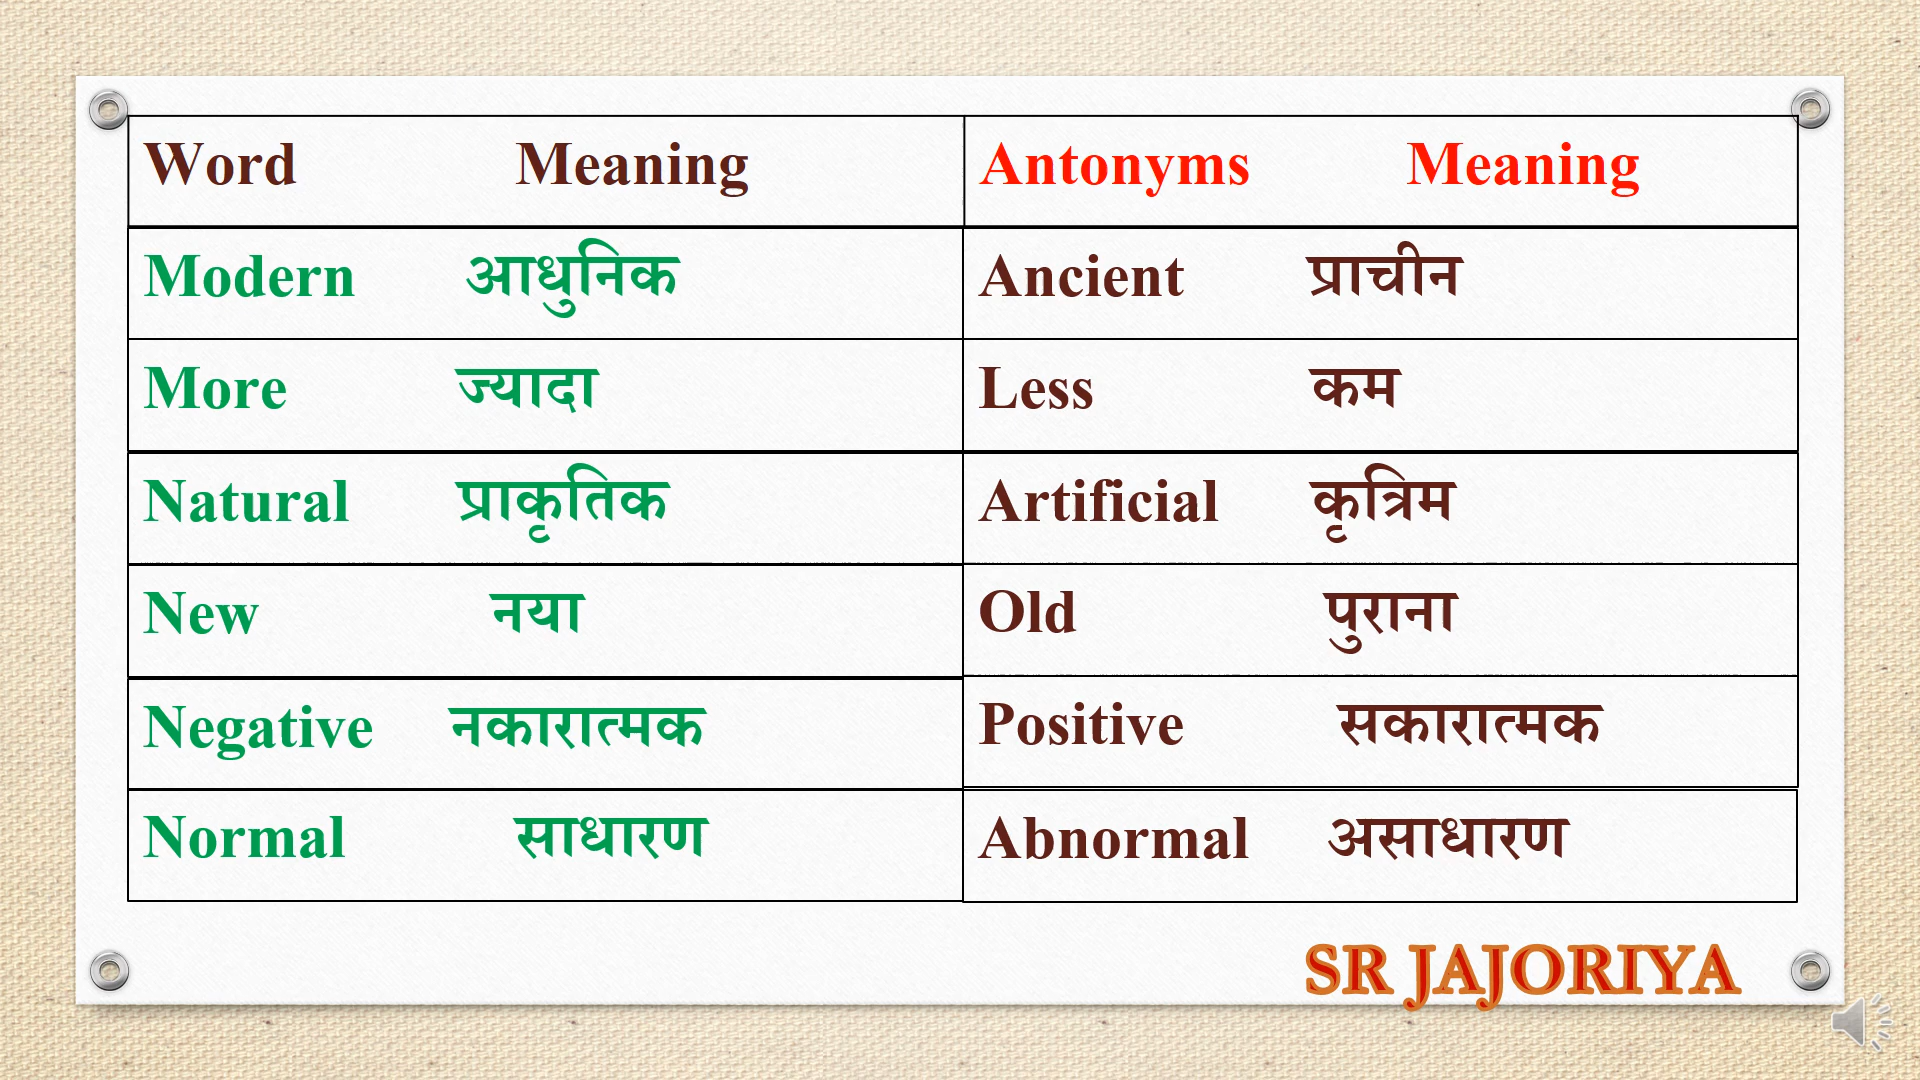 Word Meaning Antonyms Meaning
Modern आधुनिक Ancient प्राचीन
More ज्यादा Less कम
Natural प्राकृतिक Artificial कृत्रिम
New नया Old पुराना
Negative नकारात्मक Positive सकारात्मक
Normal साधारण Abnormal असाधारण
SR JAJORIYA